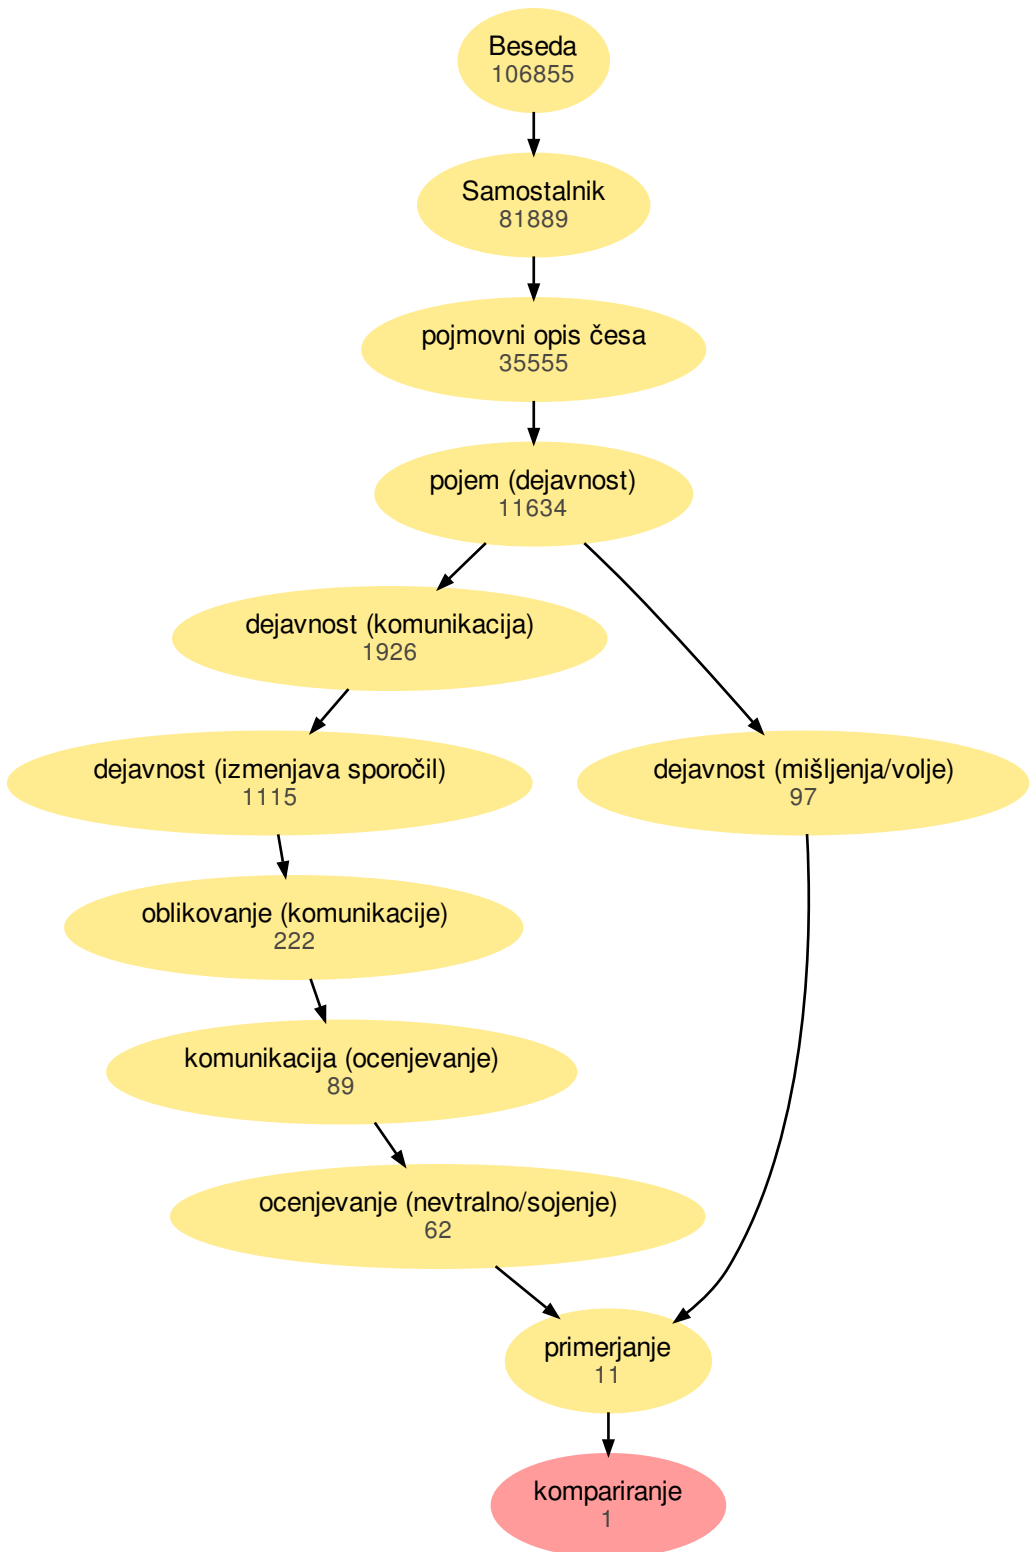 Beseda
106855
Samostalnik
81889
pojmovni opis česa
35555
pojem (dejavnost)
11634
dejavnost (komunikacija)
1926
dejavnost (izmenjava sporočil)
1115
dejavnost (mišljenja/volje)
97
oblikovanje (komunikacije)
222
komunikacija (ocenjevanje)
89
ocenjevanje (nevtralno/sojenje)
62
primerjanje
11
kompariranje
1